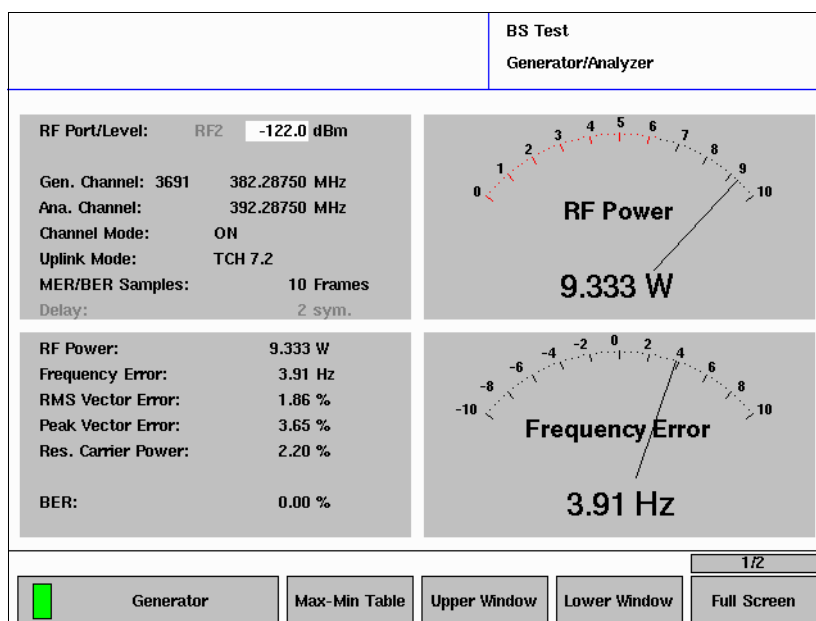 BS Test
Generator/Analyzer
RF Port/Level: RF2 -122.0 dBm
Gen. Channel: 3691 382.28750 MHz
Ana. Channel: 392.28750 MHz
Channel Mode: ON
Uplink Mode: TCH 7.2
MER/BER Samples: 10 Frames
Delay: 2 sym.
0 1 2 3 4 5 6 7 8 9 10
RF Power
9.333 W
RF Power: 9.333 W
Frequency Error: 3.91 Hz
RMS Vector Error: 1.86 %
Peak Vector Error: 3.65 %
Res. Carrier Power: 2.20 %
BER: 0.00 %
-10 -8 -6 -4 -2 0 2 4 6 8 10
Frequency Error
3.91 Hz
1/2
Generator
Max-Min Table
Upper Window
Lower Window
Full Screen